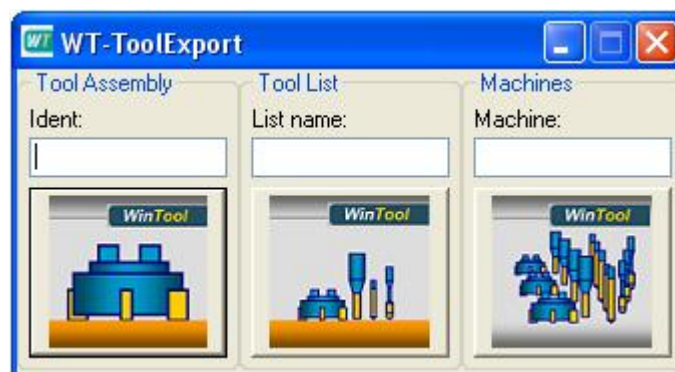 WT WT-ToolExport
Tool Assembly
Ident:
WinTool
Tool List
List name:
WinTool
Machines
Machine:
WinTool